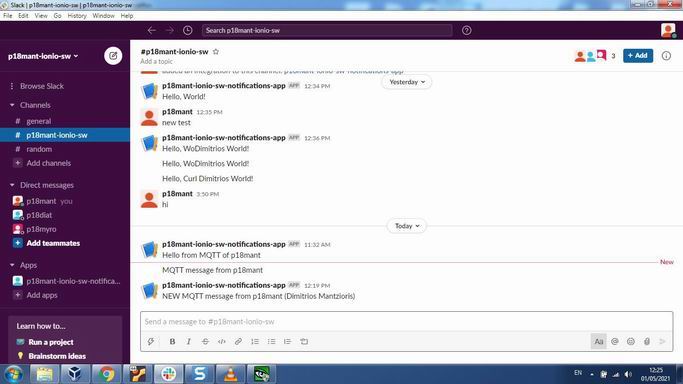 Slack | p18mant-ionio-sw | p18mant-ionio-sw
File Edit View Go History Window Help
Search p18mant-ionio-sw
p18mant-ionio-sw
Browse Slack
Channels
# general
# p18mant-ionio-sw
# random
Add channels
Direct messages
p18mant you
p18diat
p18myro
Add teammates
Apps
p18mant-ionio-sw-notifica...
Add apps
Learn how to...
Run a project
Brainstorm ideas
#p18mant-ionio-sw
Add a topic
3
Add
added an integration to this channel: p18mant-ionio-sw-notifications-app
Yesterday
p18mant-ionio-sw-notifications-app APP 12:34 PM
Hello, World!
p18mant 12:35 PM
new test
p18mant-ionio-sw-notifications-app APP 12:36 PM
Hello, WoDimitrios World!
Hello, WoDimitrios World!
Hello, Curl Dimitrios World!
p18mant 3:50 PM
hi
Today
p18mant-ionio-sw-notifications-app APP 11:32 AM
Hello from MQTT of p18mant
New
MQTT message from p18mant
p18mant-ionio-sw-notifications-app APP 12:19 PM
NEW MQTT message from p18mant (Dimitrios Mantzioris)
Send a message to #p18mant-ionio-sw
B I S </>
Aa @
EN
12:25
01/05/2021